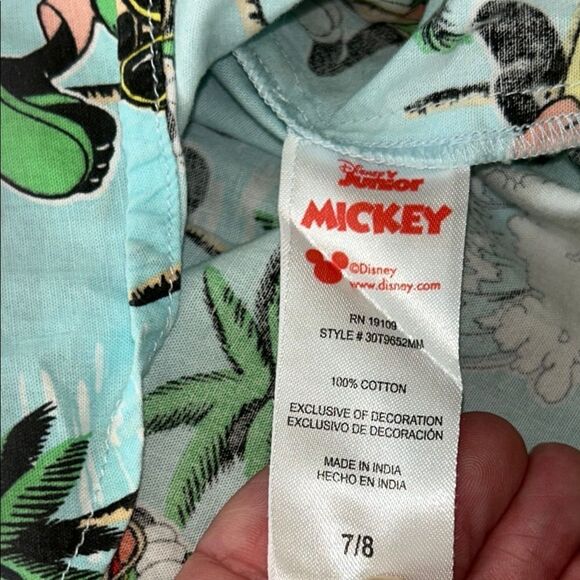 Disney
Junior
MICKEY
©Disney
www.disney.com
RN 19109
STYLE # 30T9652MM
100% COTTON
EXCLUSIVE OF DECORATION
EXCLUSIVO DE DECORACIÓN
MADE IN INDIA
HECHO EN INDIA
7/8